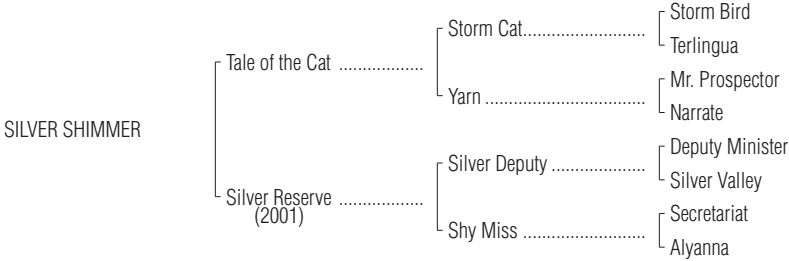 Storm Bird
Storm Cat..........................
Terlingua
Tale of the Cat ..................
Mr. Prospector
Yarn ..................................
Narrate
SILVER SHIMMER
Deputy Minister
Silver Deputy ....................
Silver Valley
Silver Reserve ..................
(2001)
Secretariat
Shy Miss ..........................
Alyanna